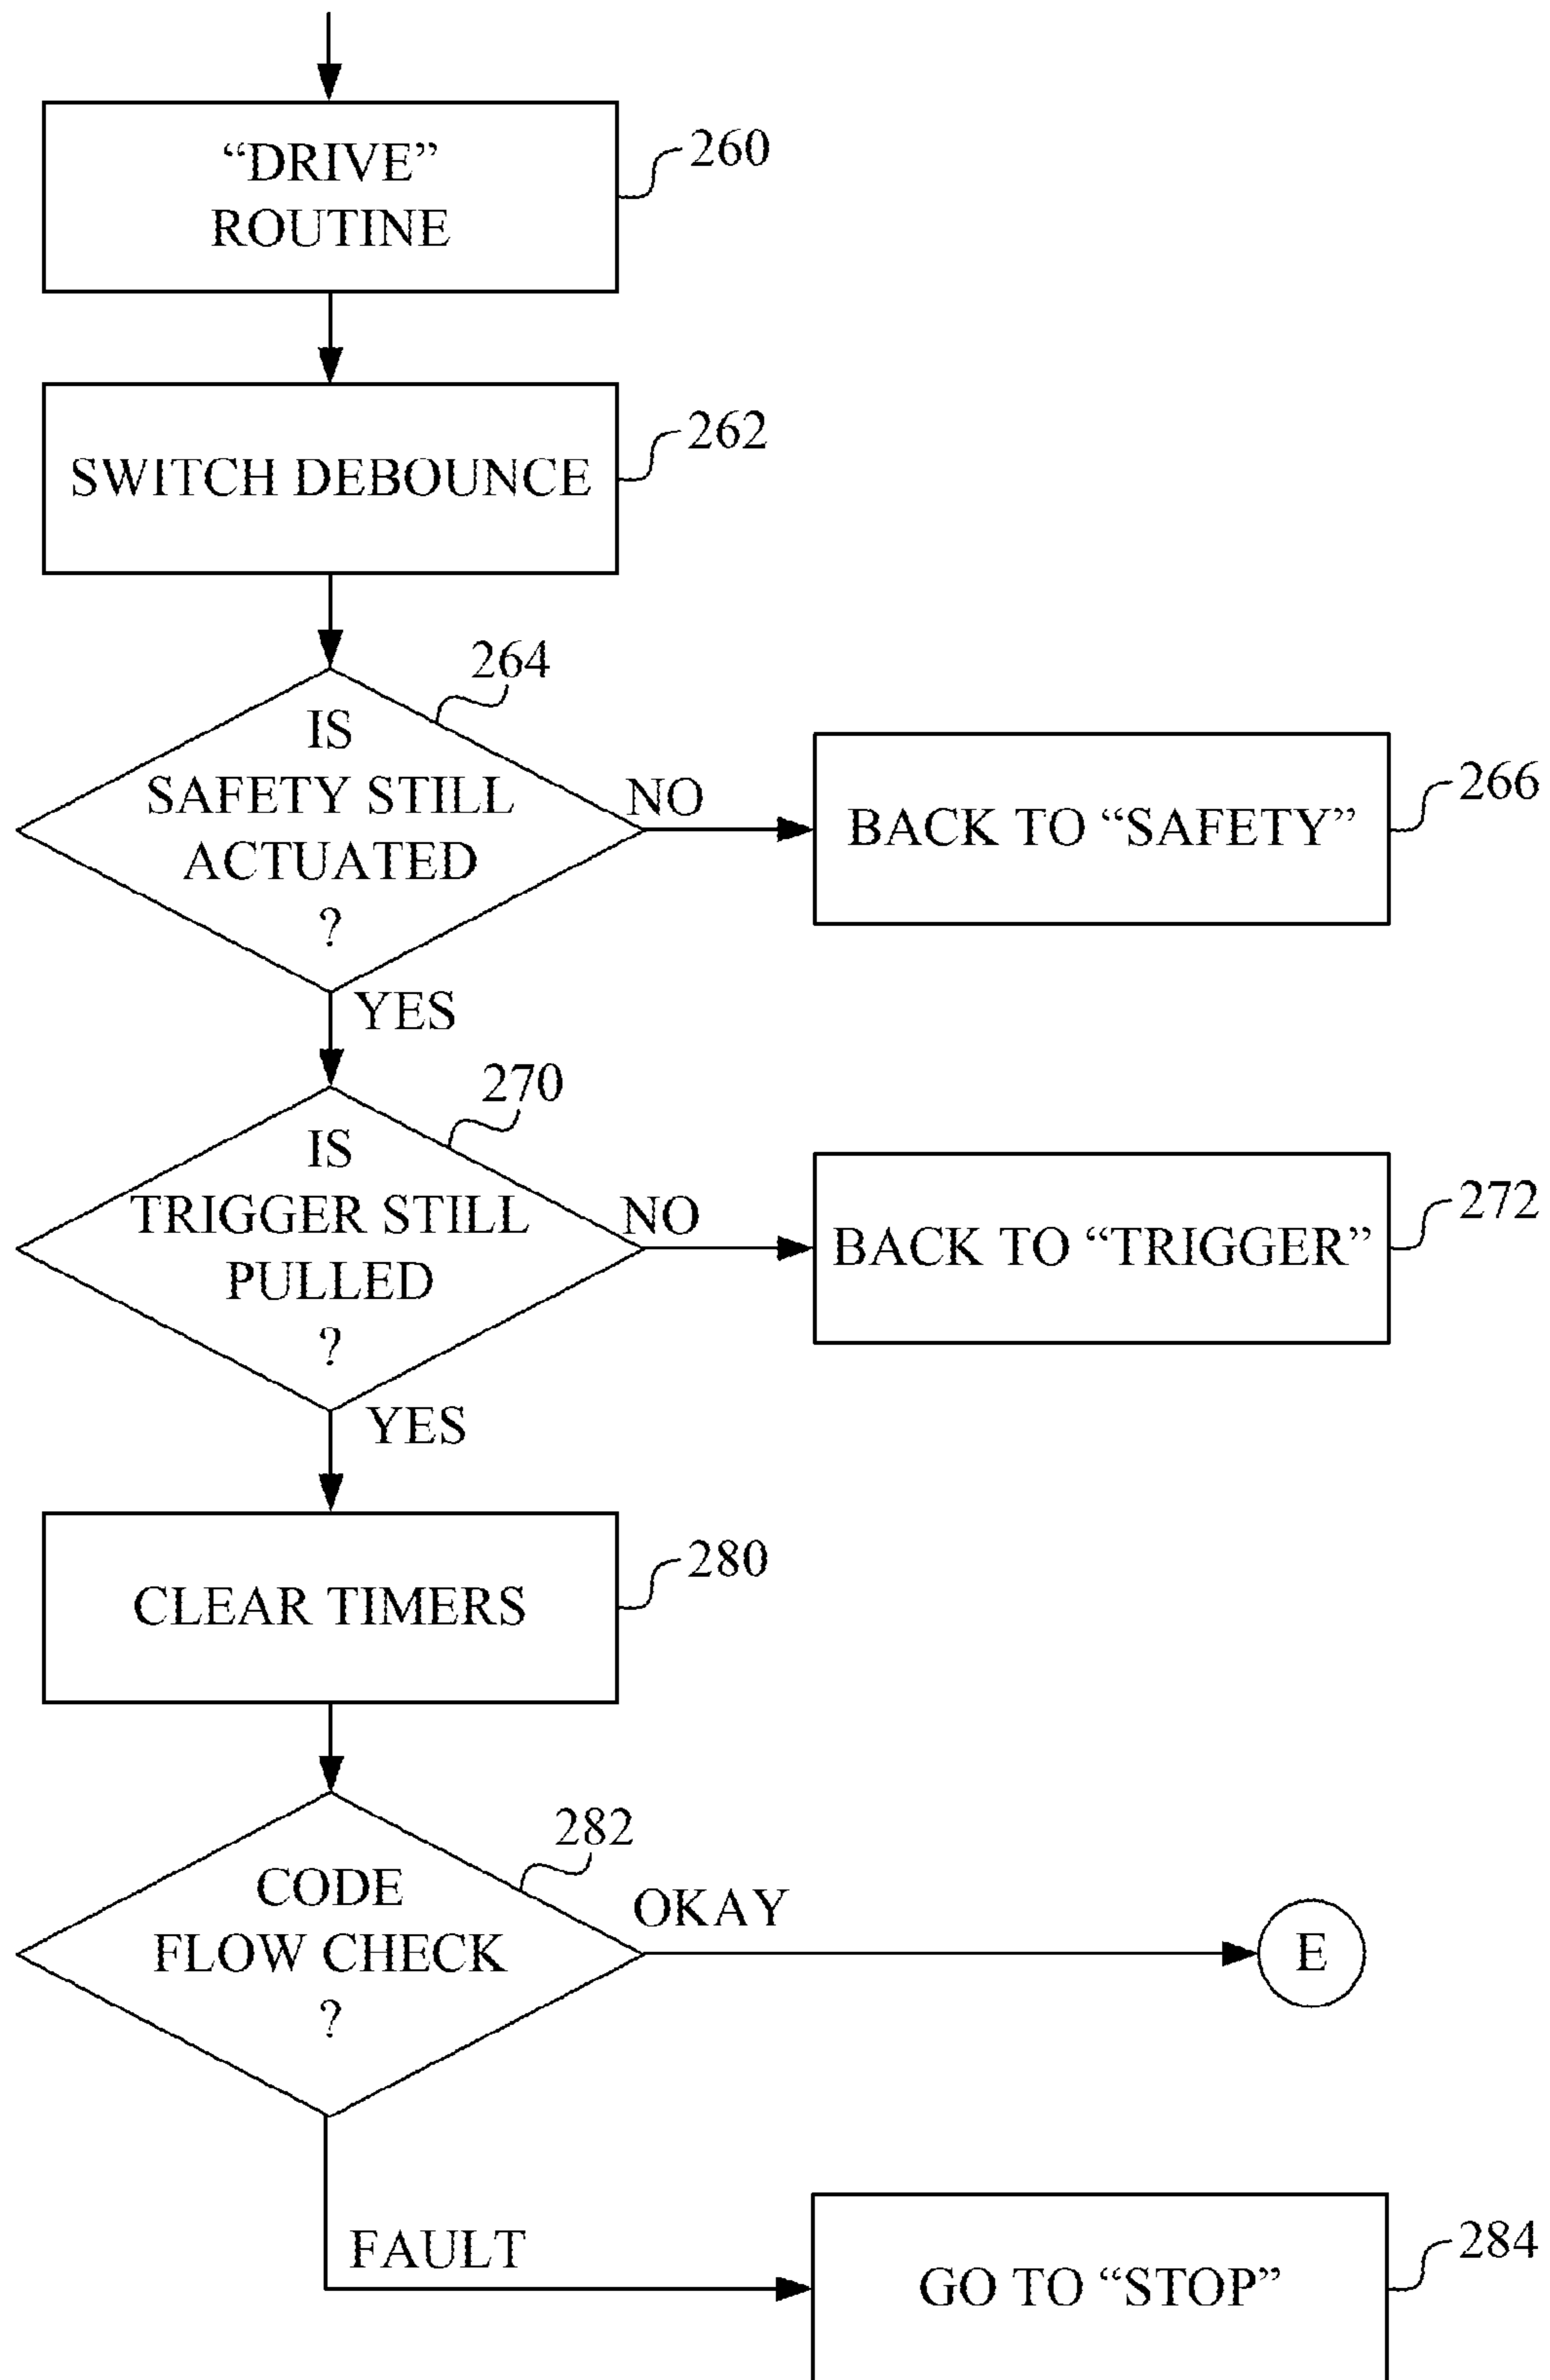 “DRIVE”
ROUTINE
260
SWITCH DEBOUNCE
262
264
IS
SAFETY STILL
ACTUATED
?
NO
BACK TO “SAFETY”
266
YES
270
IS
TRIGGER STILL
PULLED
?
NO
BACK TO “TRIGGER”
272
YES
CLEAR TIMERS
280
282
CODE
FLOW CHECK
?
OKAY
E
FAULT
GO TO “STOP”
284